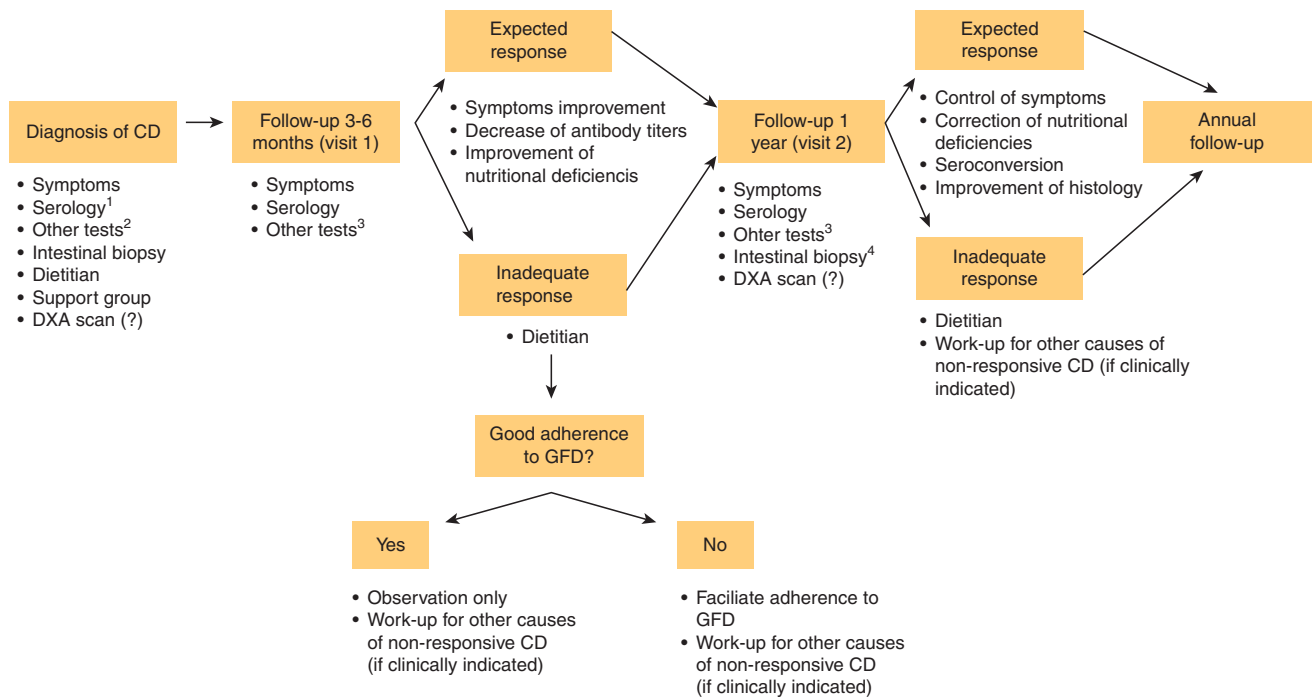 Diagnosis of CD
• Symptoms
• Serology1
• Other tests2
• Intestinal biopsy
• Dietitian
• Support group
• DXA scan (?)
Follow-up 3-6
months (visit 1)
• Symptoms
• Serology
• Other tests3
Expected
response
• Symptoms improvement
• Decrease of antibody titers
• Improvement of
nutritional deficiencis
Inadequate
response
• Dietitian
Good adherence
to GFD?
Yes
• Observation only
• Work-up for other causes
of non-responsive CD
(if clinically indicated)
No
• Faciliate adherence to
GFD
• Work-up for other causes
of non-responsive CD
(if clinically indicated)
Follow-up 1
year (visit 2)
• Symptoms
• Serology
• Ohter tests3
• Intestinal biopsy4
• DXA scan (?)
Expected
response
• Control of symptoms
• Correction of nutritional
deficiencies
• Seroconversion
• Improvement of histology
Inadequate
response
• Dietitian
• Work-up for other causes of
non-responsive CD (if clinically
indicated)
Annual
follow-up